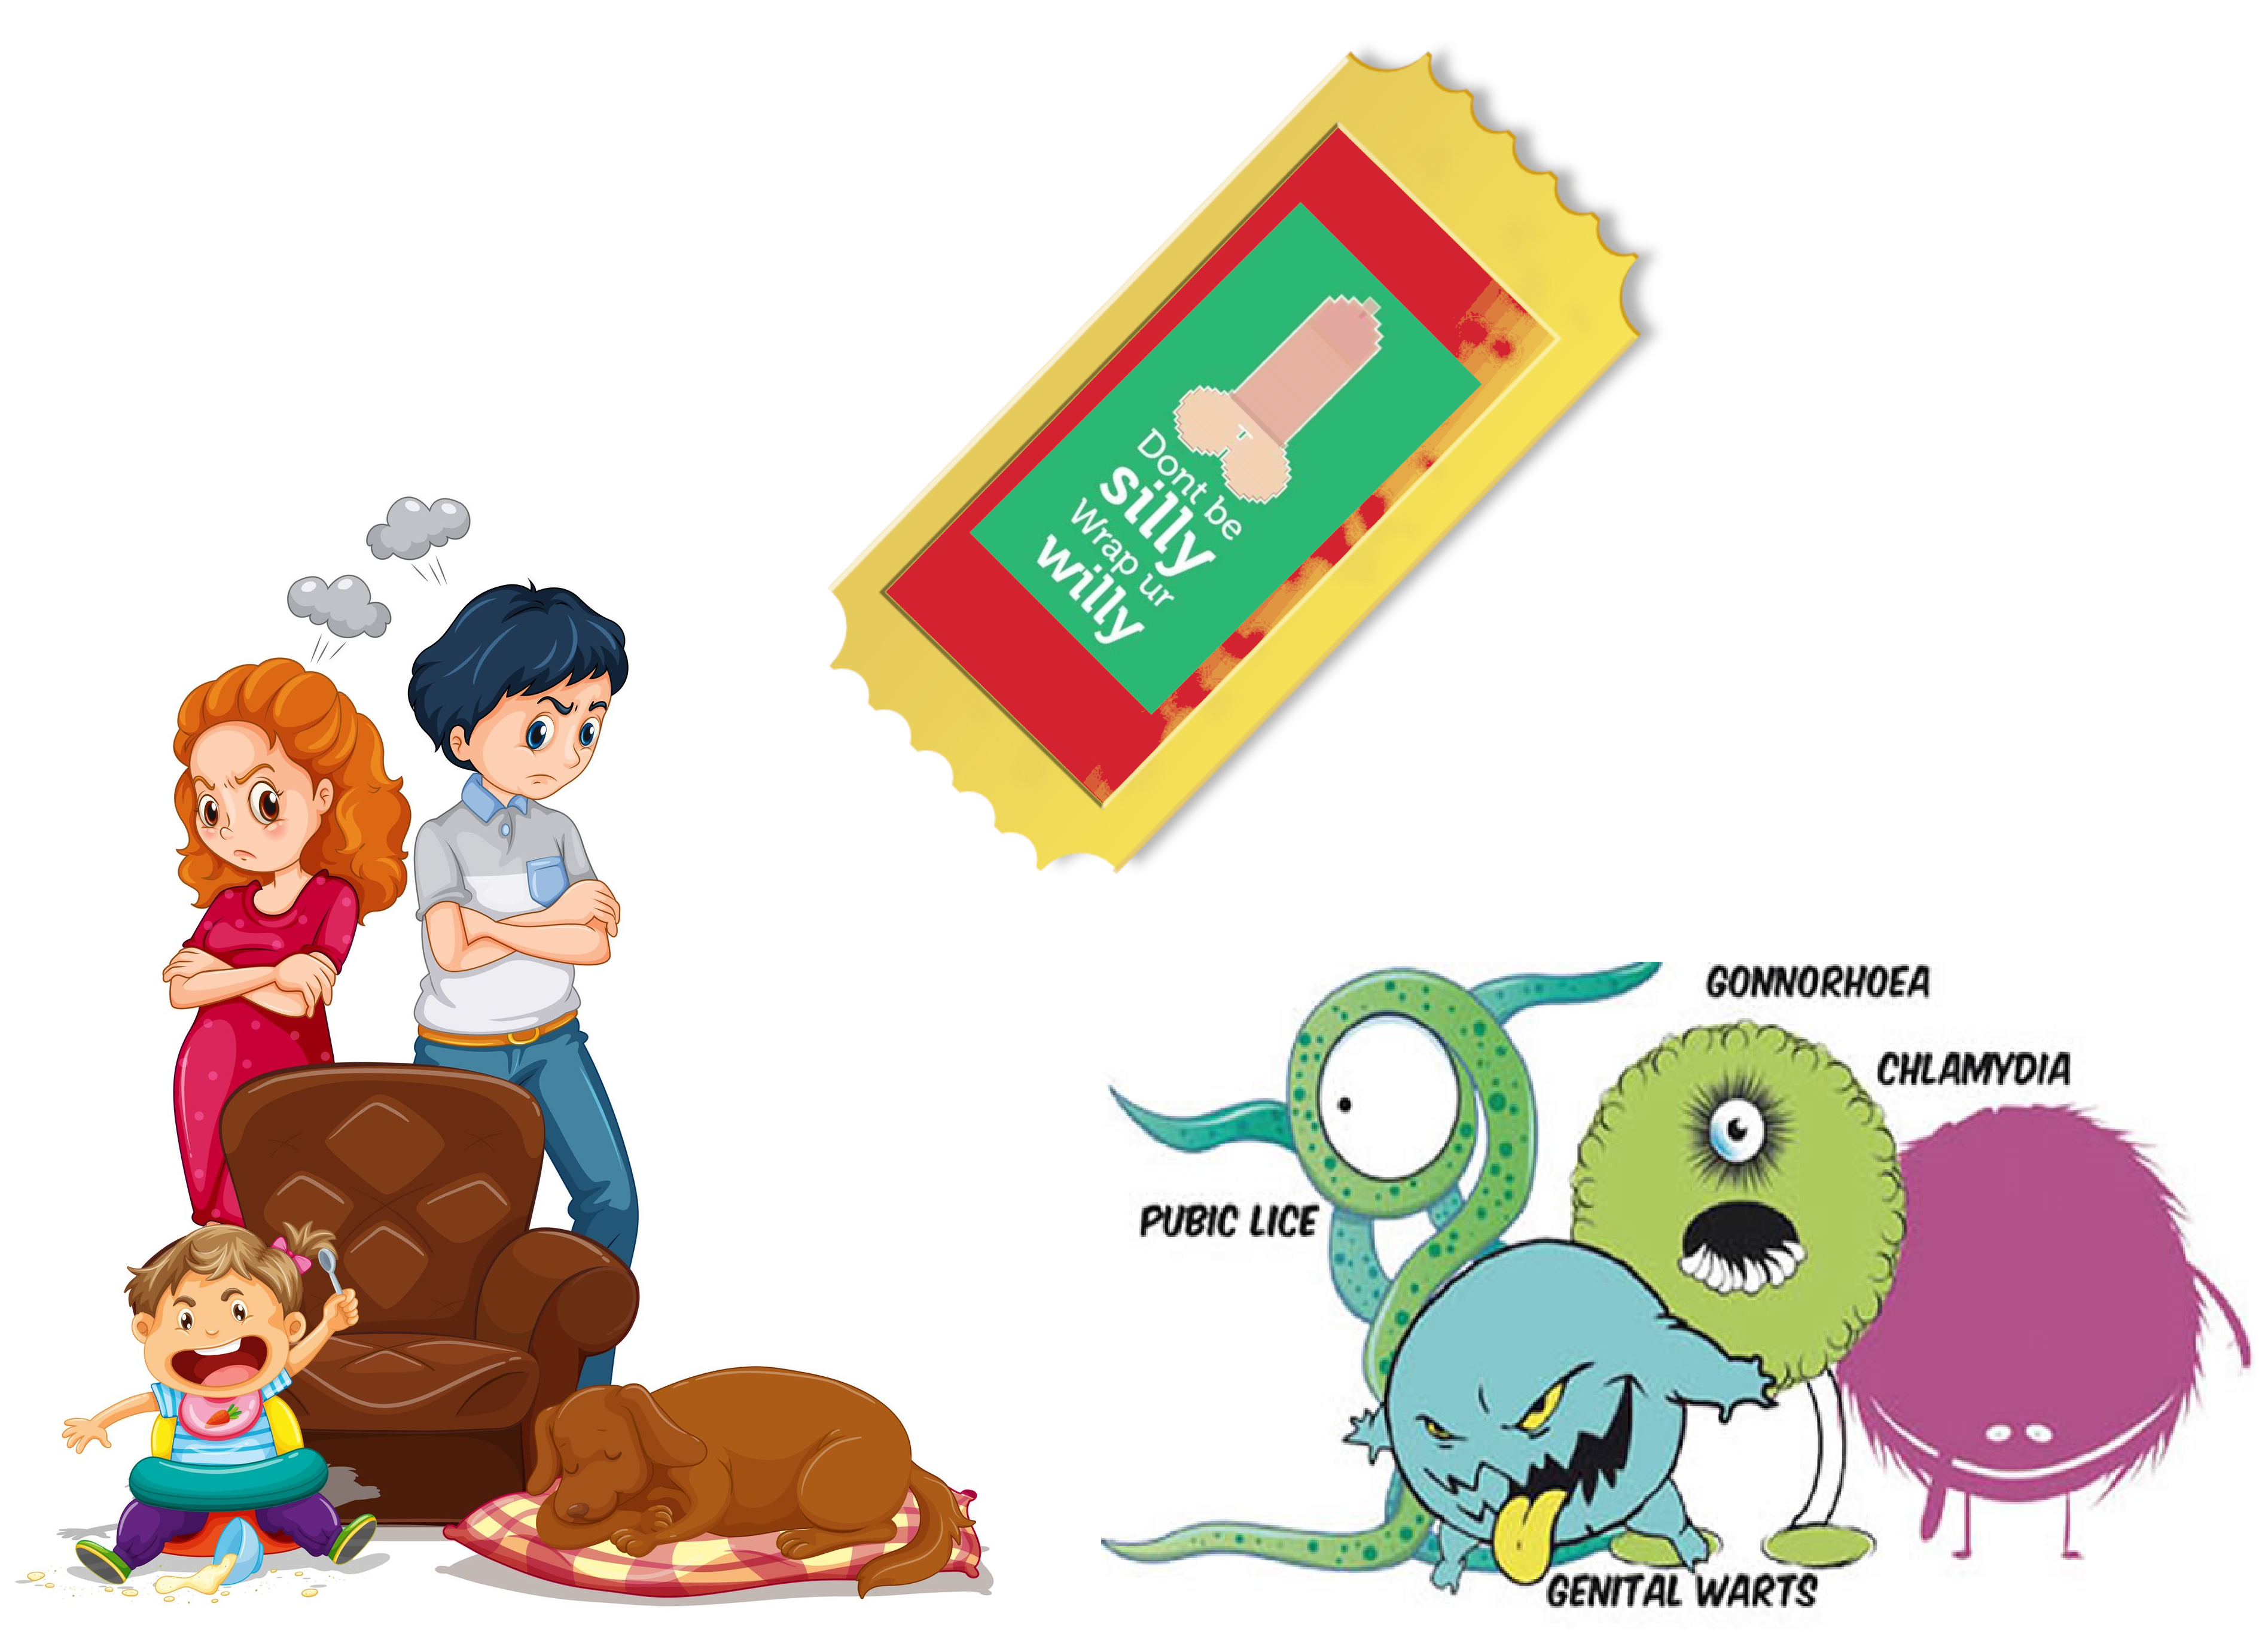 Dont be
silly
Wrap ur
willy
GONNORHOEA
CHLAMYDIA
PUBIC LICE
GENITAL WARTS